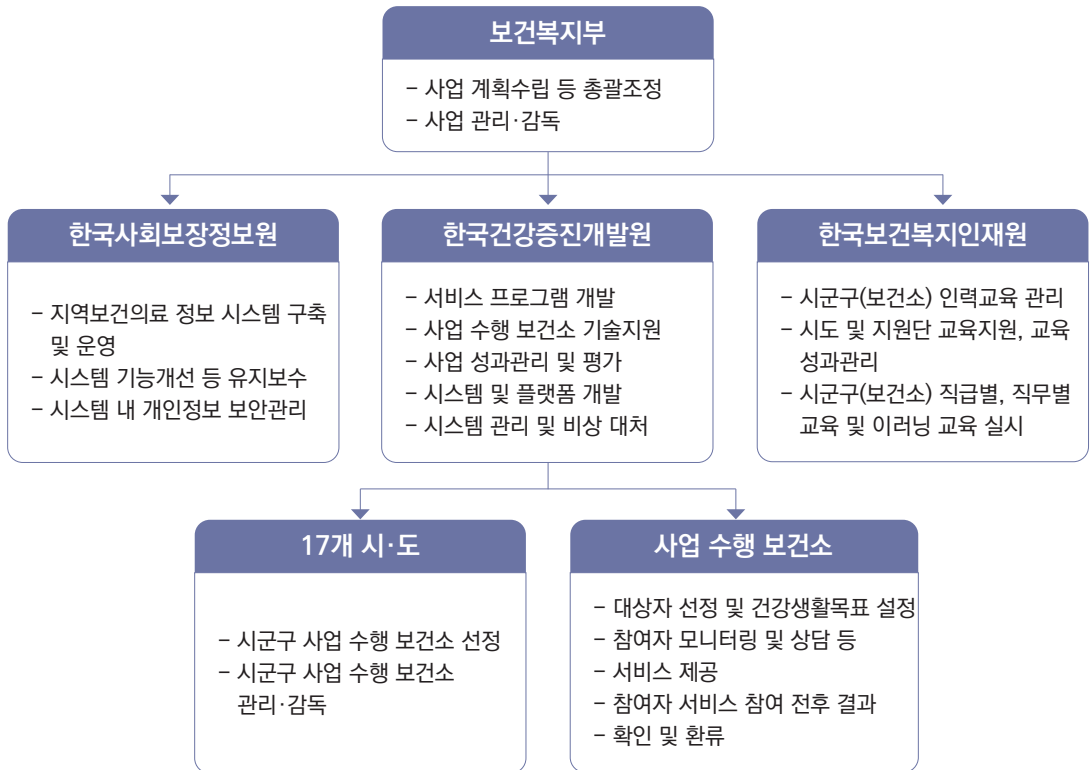 보건복지부
– 사업 계획수립 등 총괄조정
– 사업 관리·감독
한국사회보장정보원
– 지역보건의료 정보 시스템 구축
및 운영
– 시스템 기능개선 등 유지보수
– 시스템 내 개인정보 보안관리
한국건강증진개발원
– 서비스 프로그램 개발
– 사업 수행 보건소 기술지원
– 사업 성과관리 및 평가
– 시스템 및 플랫폼 개발
– 시스템 관리 및 비상 대처
한국보건복지인재원
– 시군구(보건소) 인력교육 관리
– 시도 및 지원단 교육지원, 교육
성과관리
– 시군구(보건소) 직급별, 직무별
교육 및 이러닝 교육 실시
17개 시·도
– 시군구 사업 수행 보건소 선정
– 시군구 사업 수행 보건소
관리·감독
사업 수행 보건소
– 대상자 선정 및 건강생활목표 설정
– 참여자 모니터링 및 상담 등
– 서비스 제공
– 참여자 서비스 참여 전후 결과
– 확인 및 환류